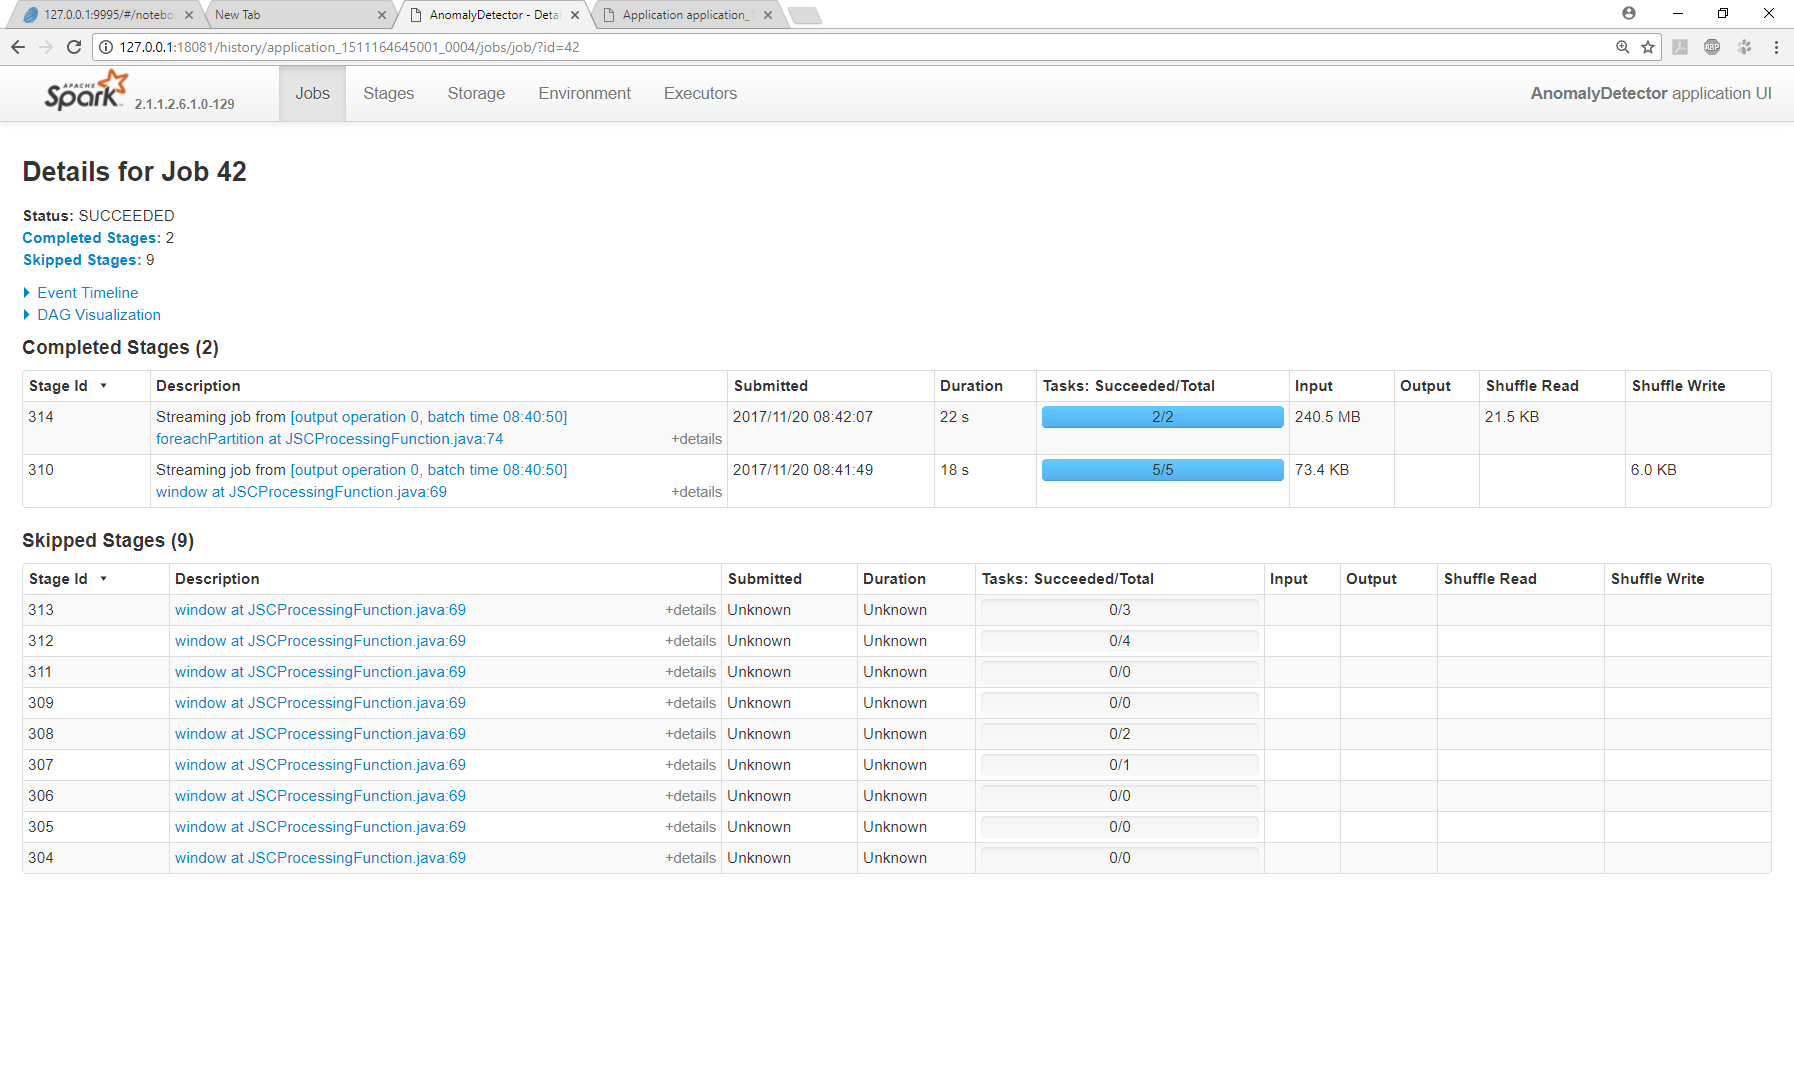 127.0.0.1:9995/#/notebo
New Tab
AnomalyDetector - Detai
Application application_1
127.0.0.1:18081/history/application_1511164645001_0004/jobs/job/?id=42
ABP
APACHE
Spark
2.1.1.2.6.1.0-129
Jobs
Stages
Storage
Environment
Executors
AnomalyDetector application UI
Details for Job 42
Status: SUCCEEDED
Completed Stages: 2
Skipped Stages: 9
Event Timeline
DAG Visualization
Completed Stages (2)
Stage Id Description Submitted Duration Tasks: Succeeded/Total Input Output Shuffle Read Shuffle Write
314 Streaming job from [output operation 0, batch time 08:40:50] 2017/11/20 08:42:07 22 s 2/2 240.5 MB 21.5 KB
foreachPartition at JSCProcessingFunction.java:74 +details
310 Streaming job from [output operation 0, batch time 08:40:50] 2017/11/20 08:41:49 18 s 5/5 73.4 KB 6.0 KB
window at JSCProcessingFunction.java:69 +details
Skipped Stages (9)
Stage Id Description Submitted Duration Tasks: Succeeded/Total Input Output Shuffle Read Shuffle Write
313 window at JSCProcessingFunction.java:69 +details Unknown Unknown 0/3
312 window at JSCProcessingFunction.java:69 +details Unknown Unknown 0/4
311 window at JSCProcessingFunction.java:69 +details Unknown Unknown 0/0
309 window at JSCProcessingFunction.java:69 +details Unknown Unknown 0/0
308 window at JSCProcessingFunction.java:69 +details Unknown Unknown 0/2
307 window at JSCProcessingFunction.java:69 +details Unknown Unknown 0/1
306 window at JSCProcessingFunction.java:69 +details Unknown Unknown 0/0
305 window at JSCProcessingFunction.java:69 +details Unknown Unknown 0/0
304 window at JSCProcessingFunction.java:69 +details Unknown Unknown 0/0